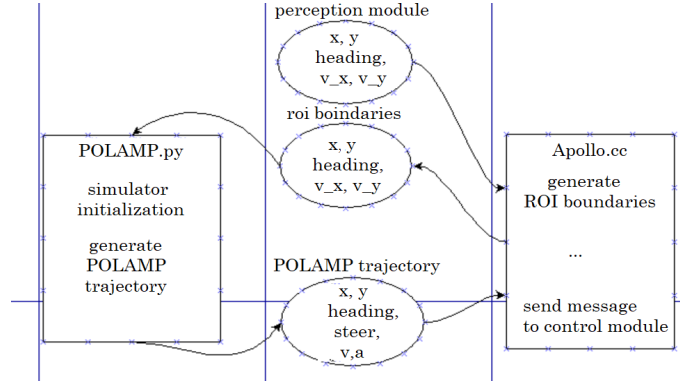 perception module
x, y
heading,
v_x, v_y
roi boindaries
x, y
heading,
v_x, v_y
POLAMP.py
simulator
initialization
generate
POLAMP
trajectory
Apollo.cc
generate
ROI boundaries
...
send message
to control module
POLAMP trajectory
x, y
heading,
steer,
v,a